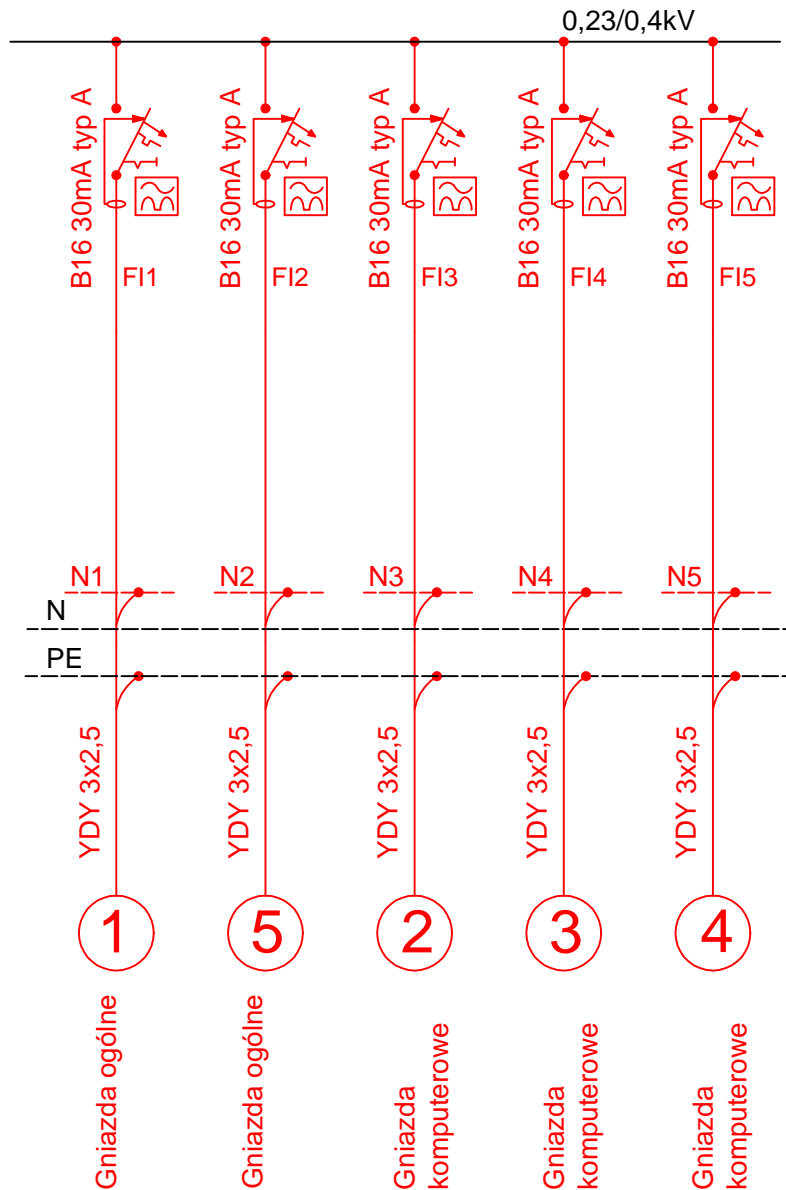 0,23/0,4kV
B16 30mA typ A
FI1
B16 30mA typ A
FI2
B16 30mA typ A
FI3
B16 30mA typ A
FI4
B16 30mA typ A
FI5
N1
N2
N3
N4
N5
N
PE
YDY 3x2,5
YDY 3x2,5
YDY 3x2,5
YDY 3x2,5
YDY 3x2,5
1
5
2
3
4
Gniazda ogólne
Gniazda ogólne
Gniazda
komputerowe
Gniazda
komputerowe
Gniazda
komputerowe